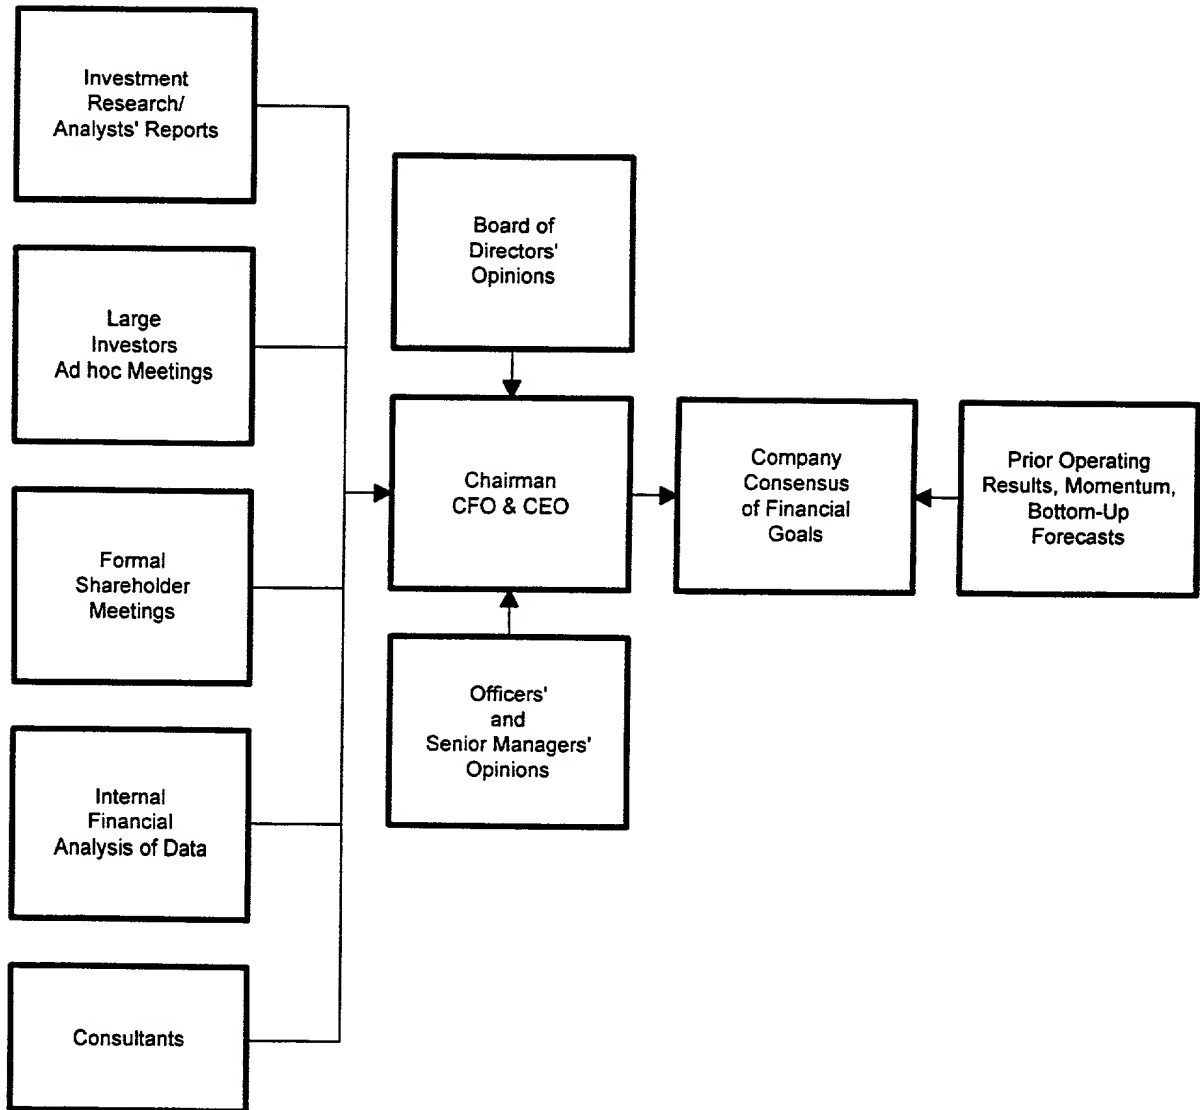 Investment
Research/
Analysts' Reports
Large
Investors
Ad hoc Meetings
Formal
Shareholder
Meetings
Internal
Financial
Analysis of Data
Consultants
Board of
Directors'
Opinions
Chairman
CFO & CEO
Officers'
and
Senior Managers'
Opinions
Company
Consensus
of Financial
Goals
Prior Operating
Results, Momentum,
Bottom-Up
Forecasts